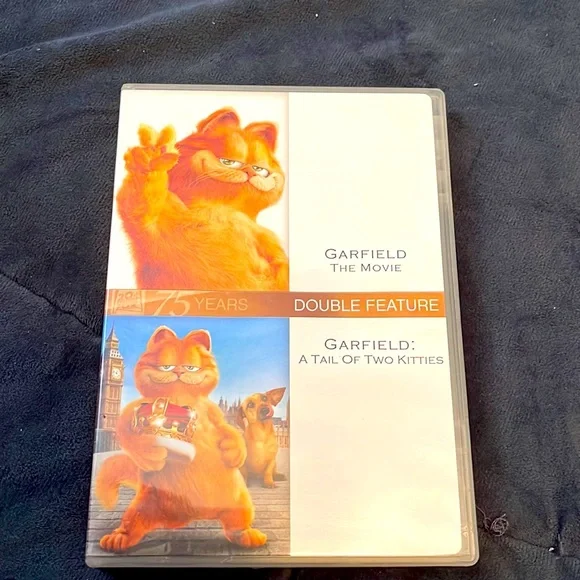 GARFIELD
THE MOVIE
75 YEARS DOUBLE FEATURE
GARFIELD:
A TAIL OF TWO KITTIES